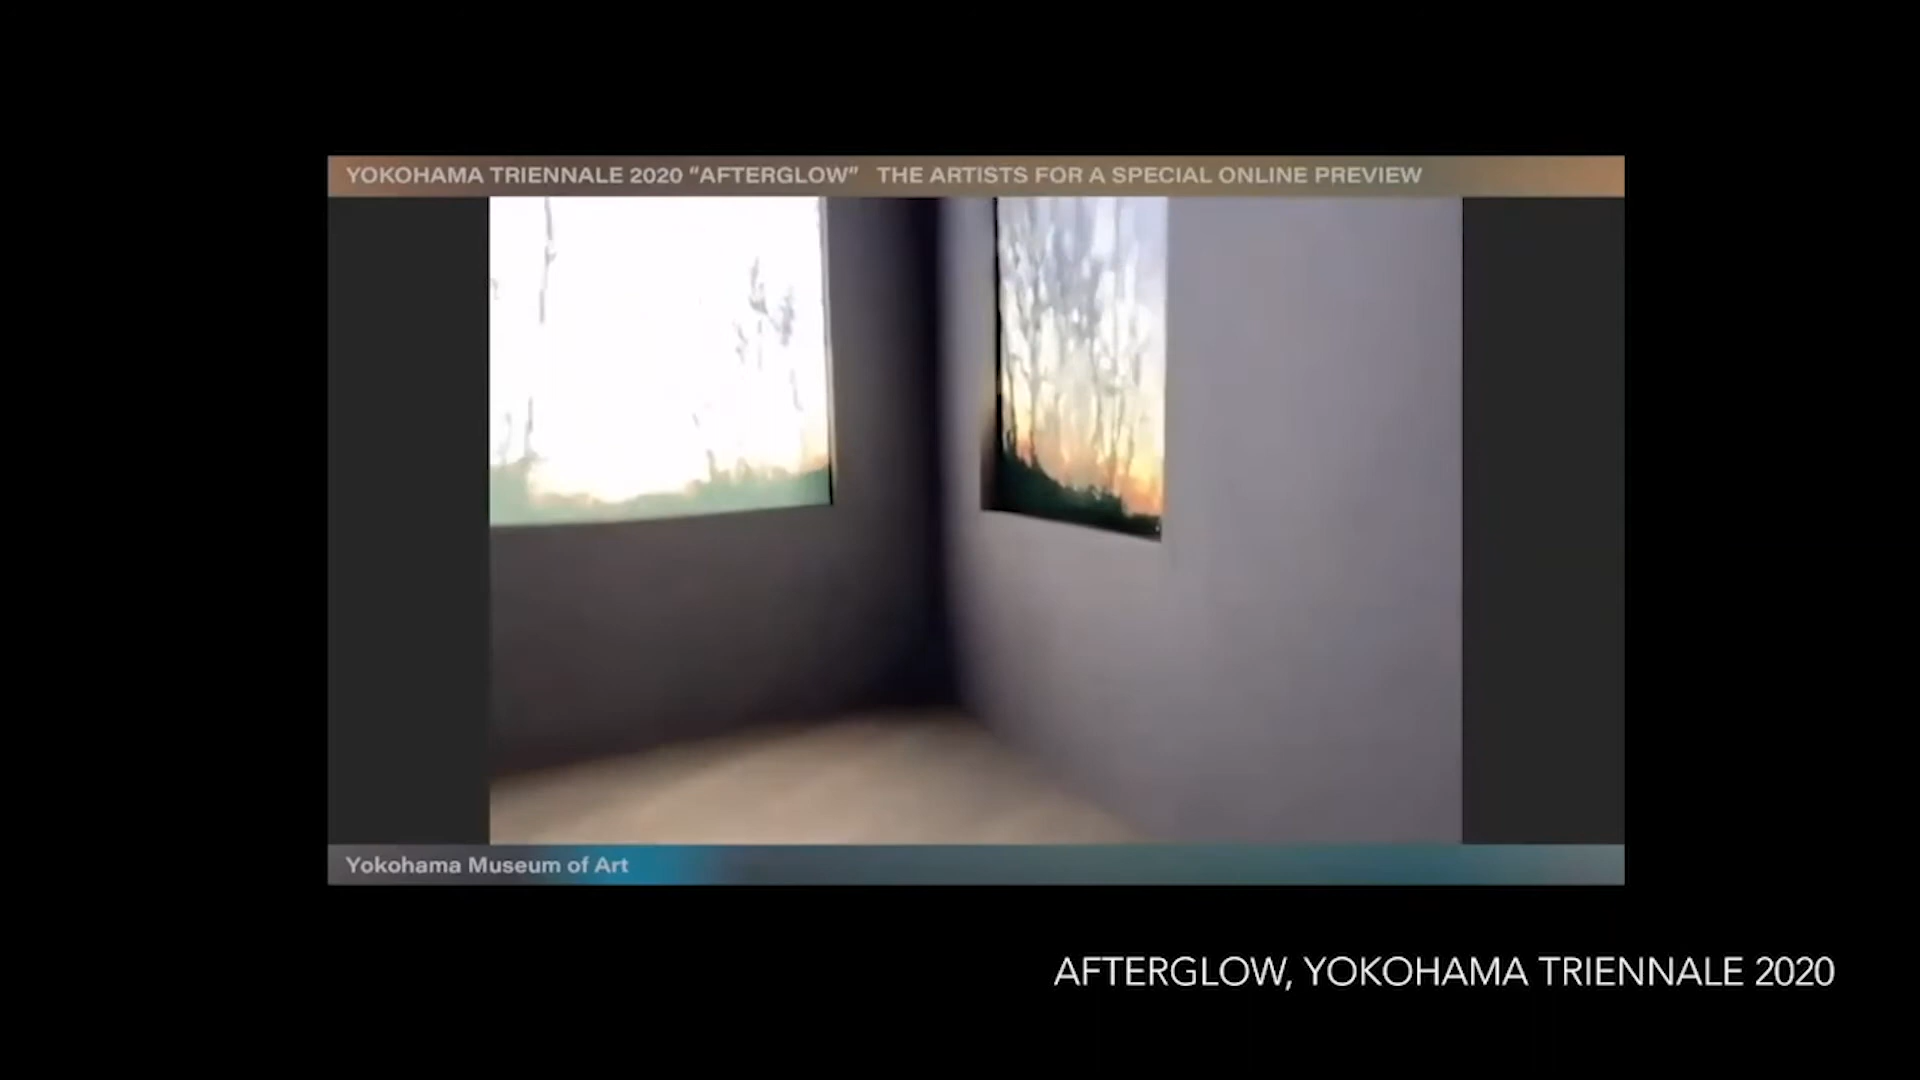 YOKOHAMA TRIENNALE 2020 “AFTERGLOW” THE ARTISTS FOR A SPECIAL ONLINE PREVIEW
Yokohama Museum of Art
AFTERGLOW, YOKOHAMA TRIENNALE 2020